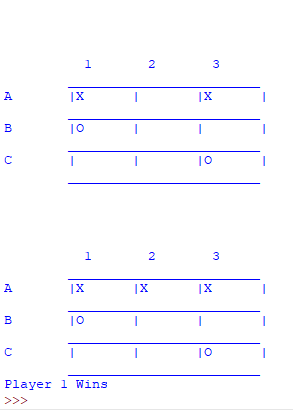 1 2 3
A |X | |X |
B |O | | |
C | | |O |
1 2 3
A |X |X |X |
B |O | | |
C | | |O |
Player 1 Wins
>>>